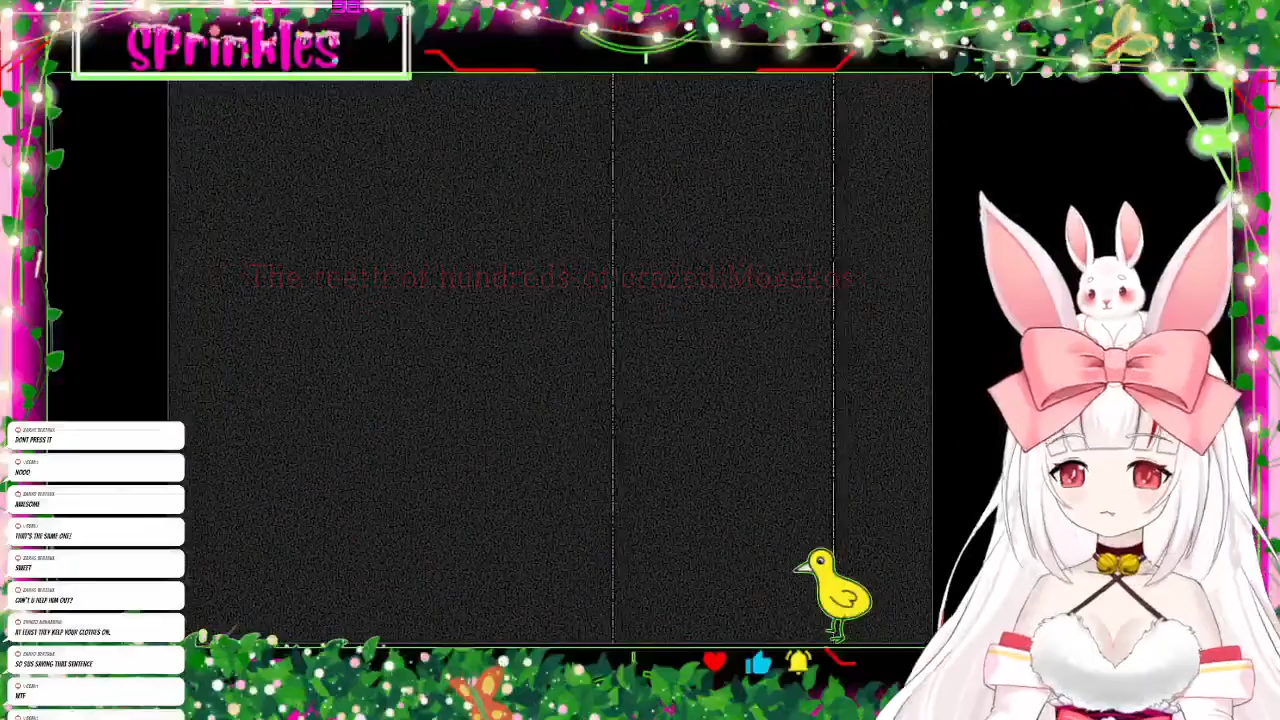 sprinkles
The teeth of hundreds of crazed Mogekos
DONT PRESS IT
NOOO
AWESOME
THAT'S THE SAME ONE!
SWEET
CAN'T U HELP HIM OUT?
AT LEAST THEY KEEP YOUR CLOTHES ON.
SO SUS SAYING THAT SENTENCE
WTF